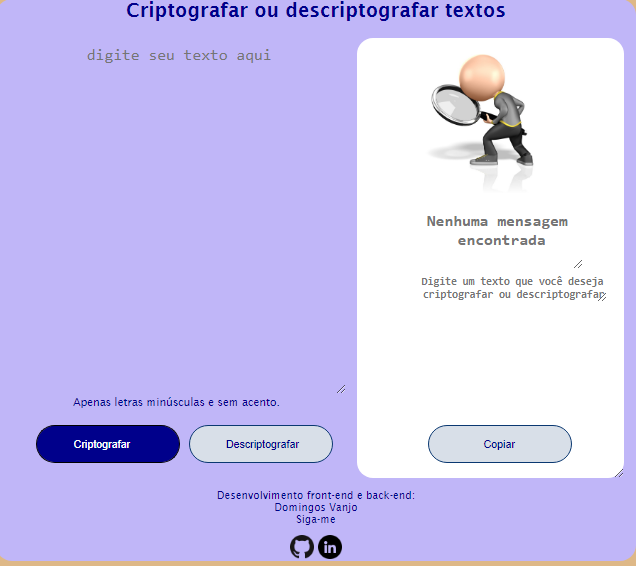 Criptografar ou descriptografar textos
digite seu texto aqui
Nenhuma mensagem
encontrada
Digite um texto que você deseja
criptografar ou descriptografar
Apenas letras minúsculas e sem acento.
Criptografar
Descriptografar
Copiar
Desenvolvimento front-end e back-end:
Domingos Vanjo
Siga-me
in